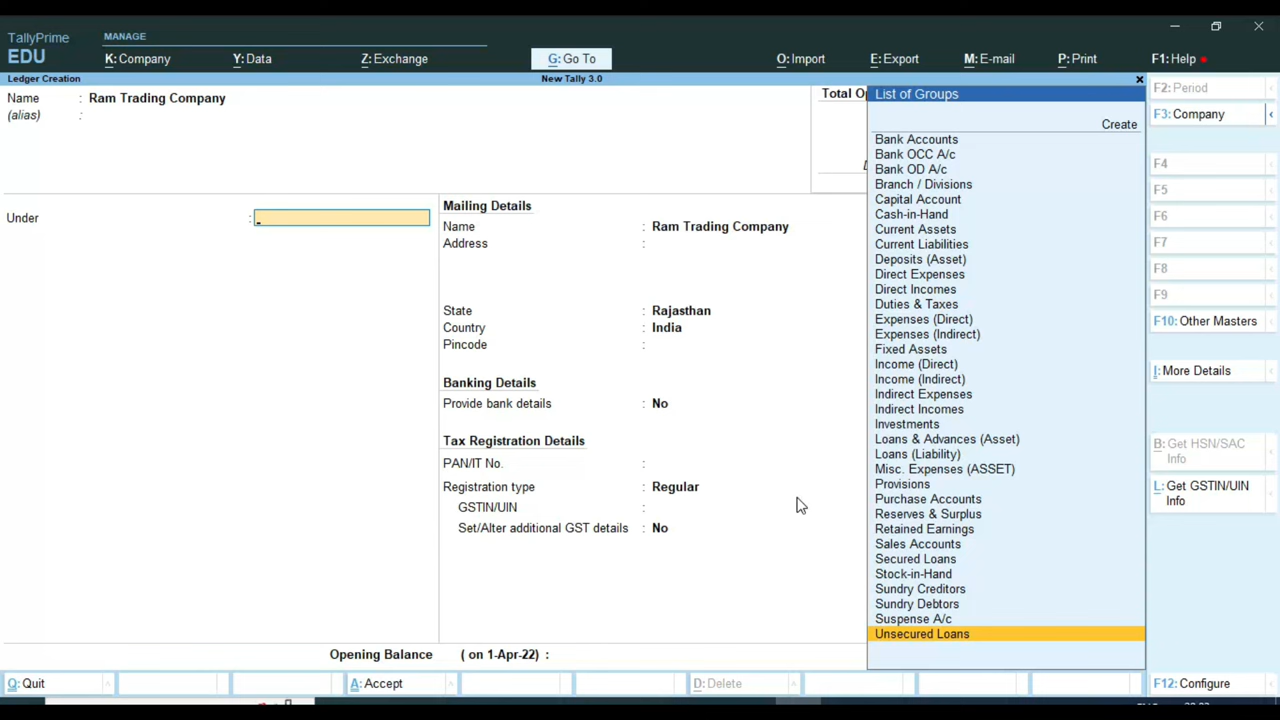 TallyPrime
EDU
MANAGE
K: Company
Y: Data
Z: Exchange
G: Go To
O: Import
E: Export
M: E-mail
P: Print
F1: Help
Ledger Creation
New Tally 3.0
Name : Ram Trading Company
(alias) :
Total Op
Under :
Mailing Details
Name : Ram Trading Company
Address :
State : Rajasthan
Country : India
Pincode :
Banking Details
Provide bank details : No
Tax Registration Details
PAN/IT No. :
Registration type : Regular
GSTIN/UIN :
Set/Alter additional GST details : No
Opening Balance ( on 1-Apr-22) :
List of Groups
Create
Bank Accounts
Bank OCC A/c
Bank OD A/c
Branch / Divisions
Capital Account
Cash-in-Hand
Current Assets
Current Liabilities
Deposits (Asset)
Direct Expenses
Direct Incomes
Duties & Taxes
Expenses (Direct)
Expenses (Indirect)
Fixed Assets
Income (Direct)
Income (Indirect)
Indirect Expenses
Indirect Incomes
Investments
Loans & Advances (Asset)
Loans (Liability)
Misc. Expenses (ASSET)
Provisions
Purchase Accounts
Reserves & Surplus
Retained Earnings
Sales Accounts
Secured Loans
Stock-in-Hand
Sundry Creditors
Sundry Debtors
Suspense A/c
Unsecured Loans
F2: Period
F3: Company
F4
F5
F6
F7
F8
F9
F10: Other Masters
I: More Details
B: Get HSN/SAC
Info
L: Get GSTIN/UIN
Info
Q: Quit
A: Accept
D: Delete
F12: Configure